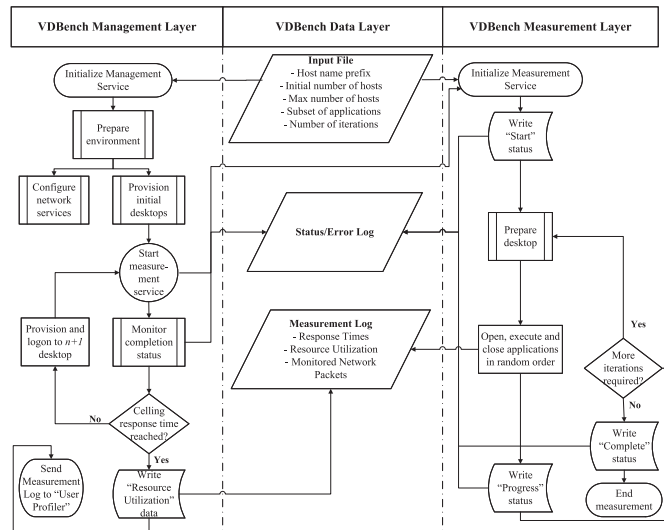 VDBench Management Layer
VDBench Data Layer
VDBench Measurement Layer
Initialize Management
Service
Prepare
environment
Configure
network
services
Provision
initial
desktops
Start
measure-
ment
service
Provision and
logon to n+1
desktop
Monitor
completion
status
No
Celling
response time
reached?
Yes
Send
Measurement
Log to "User
Profiler"
Write
"Resource
Utilization"
data
Input File
- Host name prefix
- Initial number of hosts
- Max number of hosts
- Subset of applications
- Number of iterations
Status/Error Log
Measurement Log
- Response Times
- Resource Utilization
- Monitored Network
Packets
Initialize Measurement
Service
Write
"Start"
status
Prepare
desktop
Open, execute and
close applications
in random order
Yes
More
iterations
required?
No
Write
"Complete"
status
Write
"Progress"
status
End
measurement